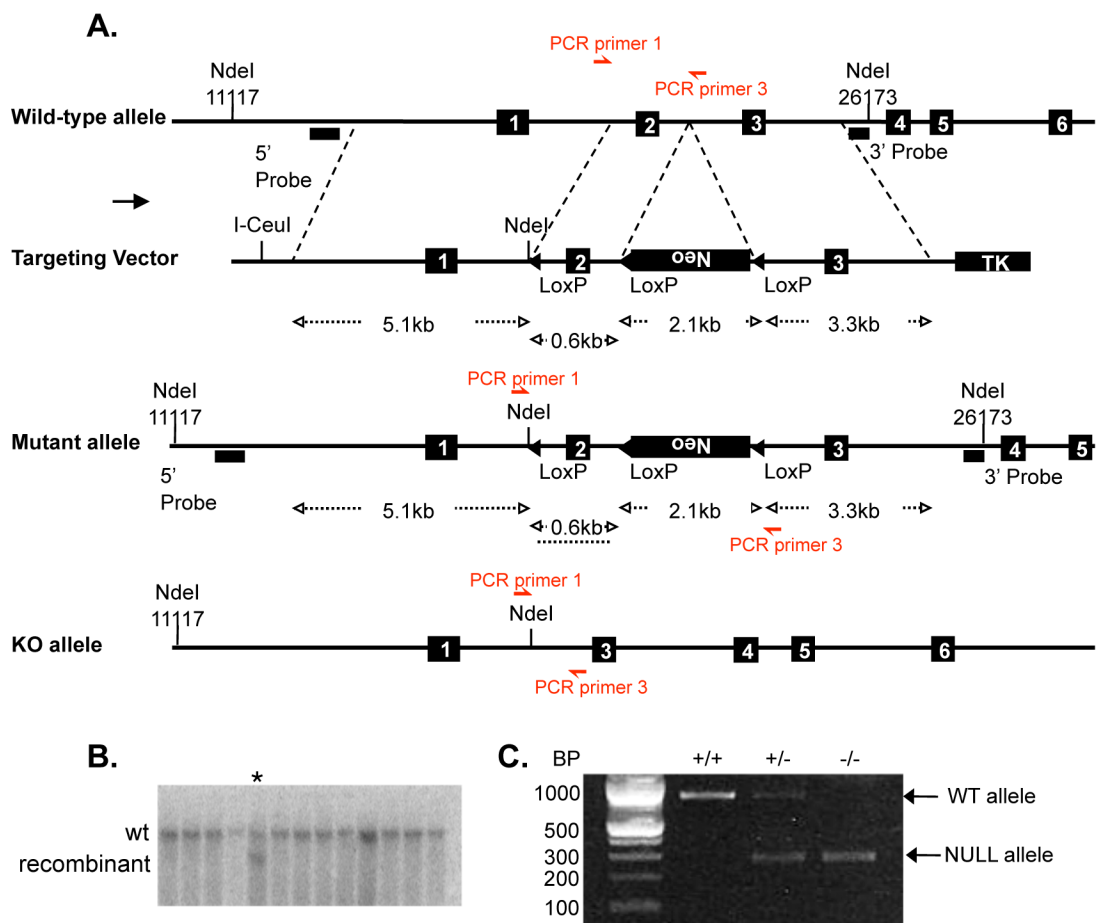 A.
PCR primer 1
NdeI
11117
PCR primer 3
NdeI
26173
Wild-type allele
1
2
3
4
5
6
5’
Probe
3’ Probe
I-CeuI
NdeI
Targeting Vector
1
2
Neo
3
TK
LoxP
LoxP
LoxP
5.1kb
0.6kb
2.1kb
3.3kb
PCR primer 1
NdeI
11117
NdeI
NdeI
26173
Mutant allele
1
2
Neo
3
4
5
5’
Probe
LoxP
LoxP
LoxP
3’ Probe
5.1kb
0.6kb
2.1kb
3.3kb
PCR primer 3
PCR primer 1
NdeI
11117
NdeI
KO allele
1
3
4
5
6
PCR primer 3
B.
*
wt
recombinant
C.
BP
+/+
+/-
-/-
1000
500
300
200
100
WT allele
NULL allele